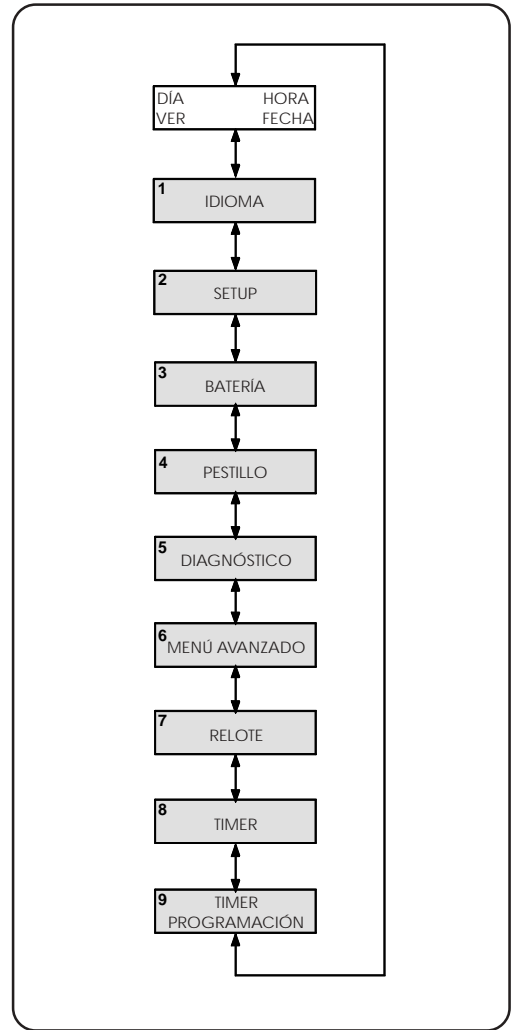 DÍA HORA
VER FECHA
1
IDIOMA
2
SETUP
3
BATERÍA
4
PESTILLO
5
DIAGNÓSTICO
6
MENÚ AVANZADO
7
RELOTE
8
TIMER
9
TIMER
PROGRAMACIÓN